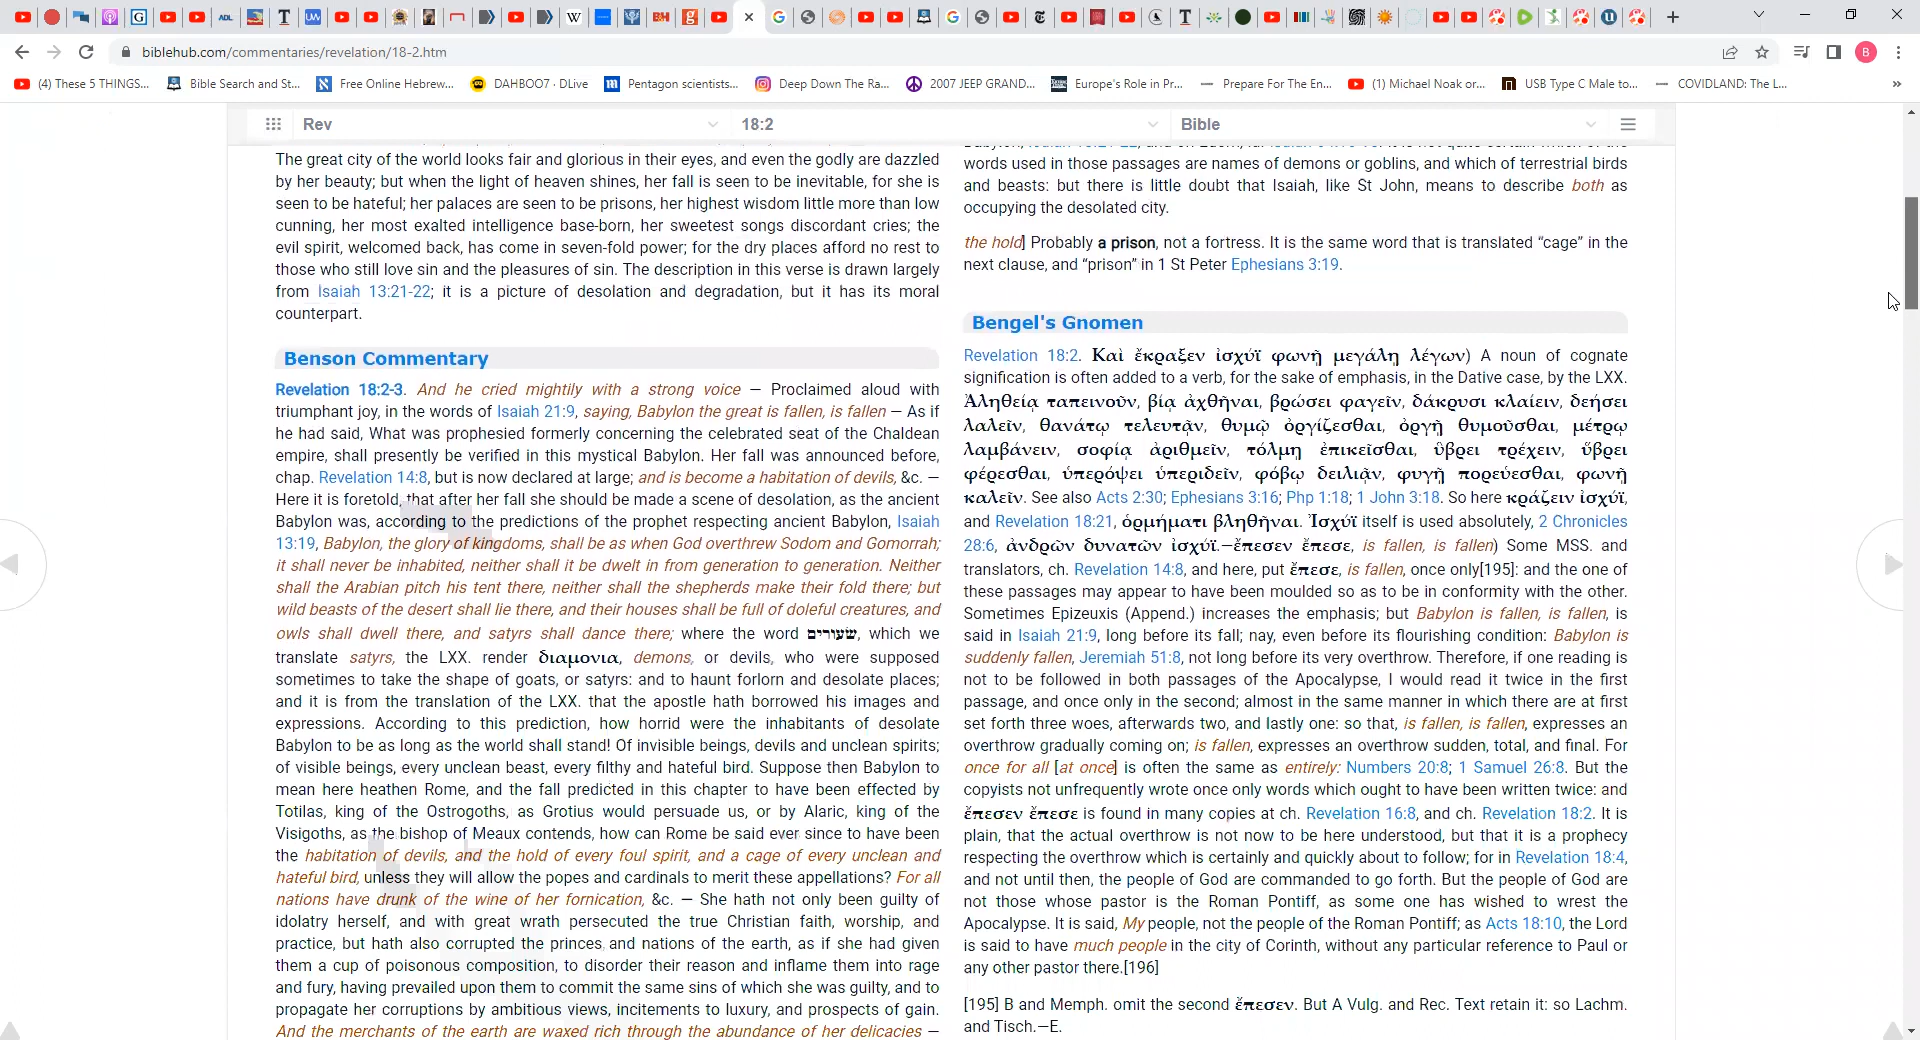 biblehub.com/commentaries/revelation/18-2.htm
B
(4) These 5 THINGS...
Bible Search and St...
Free Online Hebrew...
DAHBOO7 · DLive
Pentagon scientists...
Deep Down The Ra...
2007 JEEP GRAND...
Europe's Role in Pr...
Prepare For The En...
(1) Michael Noak or...
USB Type C Male to...
COVIDLAND: The L...
»
Rev
18:2
Bible
The great city of the world looks fair and glorious in their eyes, and even the godly are dazzled
by her beauty; but when the light of heaven shines, her fall is seen to be inevitable, for she is
seen to be hateful; her palaces are seen to be prisons, her highest wisdom little more than low
cunning, her most exalted intelligence base-born, her sweetest songs discordant cries; the
evil spirit, welcomed back, has come in seven-fold power; for the dry places afford no rest to
those who still love sin and the pleasures of sin. The description in this verse is drawn largely
from Isaiah 13:21-22; it is a picture of desolation and degradation, but it has its moral
counterpart.
Benson Commentary
Revelation 18:2-3. And he cried mightily with a strong voice — Proclaimed aloud with
triumphant joy, in the words of Isaiah 21:9, saying, Babylon the great is fallen, is fallen — As if
he had said, What was prophesied formerly concerning the celebrated seat of the Chaldean
empire, shall presently be verified in this mystical Babylon. Her fall was announced before,
chap. Revelation 14:8, but is now declared at large; and is become a habitation of devils, &c. —
Here it is foretold, that after her fall she should be made a scene of desolation, as the ancient
Babylon was, according to the predictions of the prophet respecting ancient Babylon, Isaiah
13:19, Babylon, the glory of kingdoms, shall be as when God overthrew Sodom and Gomorrah;
it shall never be inhabited, neither shall it be dwelt in from generation to generation. Neither
shall the Arabian pitch his tent there, neither shall the shepherds make their fold there; but
wild beasts of the desert shall lie there, and their houses shall be full of doleful creatures, and
owls shall dwell there, and satyrs shall dance there; where the word שׂעורים, which we
translate satyrs, the LXX. render διαμονια, demons, or devils, who were supposed
sometimes to take the shape of goats, or satyrs: and to haunt forlorn and desolate places;
and it is from the translation of the LXX. that the apostle hath borrowed his images and
expressions. According to this prediction, how horrid were the inhabitants of desolate
Babylon to be as long as the world shall stand! Of invisible beings, devils and unclean spirits;
of visible beings, every unclean beast, every filthy and hateful bird. Suppose then Babylon to
mean here heathen Rome, and the fall predicted in this chapter to have been effected by
Totilas, king of the Ostrogoths, as Grotius would persuade us, or by Alaric, king of the
Visigoths, as the bishop of Meaux contends, how can Rome be said ever since to have been
the habitation of devils, and the hold of every foul spirit, and a cage of every unclean and
hateful bird, unless they will allow the popes and cardinals to merit these appellations? For all
nations have drunk of the wine of her fornication, &c. — She hath not only been guilty of
idolatry herself, and with great wrath persecuted the true Christian faith, worship, and
practice, but hath also corrupted the princes and nations of the earth, as if she had given
them a cup of poisonous composition, to disorder their reason and inflame them into rage
and fury, having prevailed upon them to commit the same sins of which she was guilty, and to
propagate her corruptions by ambitious views, incitements to luxury, and prospects of gain.
And the merchants of the earth are waxed rich through the abundance of her delicacies —
words used in those passages are names of demons or goblins, and which of terrestrial birds
and beasts: but there is little doubt that Isaiah, like St John, means to describe both as
occupying the desolated city.
the hold] Probably a prison, not a fortress. It is the same word that is translated “cage” in the
next clause, and “prison” in 1 St Peter Ephesians 3:19.
Bengel's Gnomen
Revelation 18:2. Καὶ ἔκραξεν ἰσχύϊ φωνῇ μεγάλῃ λέγων) A noun of cognate
signification is often added to a verb, for the sake of emphasis, in the Dative case, by the LXX.
Ἀληθείᾳ ταπεινοῦν, βίᾳ ἀχθῆναι, βρώσει φαγεῖν, δάκρυσι κλαίειν, δεήσει
λαλεῖν, θανάτῳ τελευτᾷν, θυμῷ ὀργίζεσθαι, ὀργῇ θυμοῦσθαι, μέτρῳ
λαμβάνειν, σοφίᾳ ἀριθμεῖν, τόλμῃ ἐπικεῖσθαι, ὕβρει τρέχειν, ὕβρει
φέρεσθαι, ὑπερόψει ὑπεριδεῖν, φόβῳ δειλιᾷν, φυγῇ πορεύεσθαι, φωνῇ
καλεῖν. See also Acts 2:30; Ephesians 3:16; Php 1:18; 1 John 3:18. So here κράζειν ἰσχύϊ,
and Revelation 18:21, ὁρμήματι βληθῆναι. Ἰσχύϊ itself is used absolutely, 2 Chronicles
28:6, ἀνδρῶν δυνατῶν ἰσχύϊ.—ἔπεσεν ἔπεσε, is fallen, is fallen) Some MSS. and
translators, ch. Revelation 14:8, and here, put ἔπεσε, is fallen, once only[195]: and the one of
these passages may appear to have been moulded so as to be in conformity with the other.
Sometimes Epizeuxis (Append.) increases the emphasis; but Babylon is fallen, is fallen, is
said in Isaiah 21:9, long before its fall; nay, even before its flourishing condition: Babylon is
suddenly fallen, Jeremiah 51:8, not long before its very overthrow. Therefore, if one reading is
not to be followed in both passages of the Apocalypse, I would read it twice in the first
passage, and once only in the second; almost in the same manner in which there are at first
set forth three woes, afterwards two, and lastly one: so that, is fallen, is fallen, expresses an
overthrow gradually coming on; is fallen, expresses an overthrow sudden, total, and final. For
once for all [at once] is often the same as entirely: Numbers 20:8; 1 Samuel 26:8. But the
copyists not unfrequently wrote once only words which ought to have been written twice: and
ἔπεσεν ἔπεσε is found in many copies at ch. Revelation 16:8, and ch. Revelation 18:2. It is
plain, that the actual overthrow is not now to be here understood, but that it is a prophecy
respecting the overthrow which is certainly and quickly about to follow; for in Revelation 18:4,
and not until then, the people of God are commanded to go forth. But the people of God are
not those whose pastor is the Roman Pontiff, as some one has wished to wrest the
Apocalypse. It is said, My people, not the people of the Roman Pontiff; as Acts 18:10, the Lord
is said to have much people in the city of Corinth, without any particular reference to Paul or
any other pastor there.[196]
[195] B and Memph. omit the second ἔπεσεν. But A Vulg. and Rec. Text retain it: so Lachm.
and Tisch.—E.